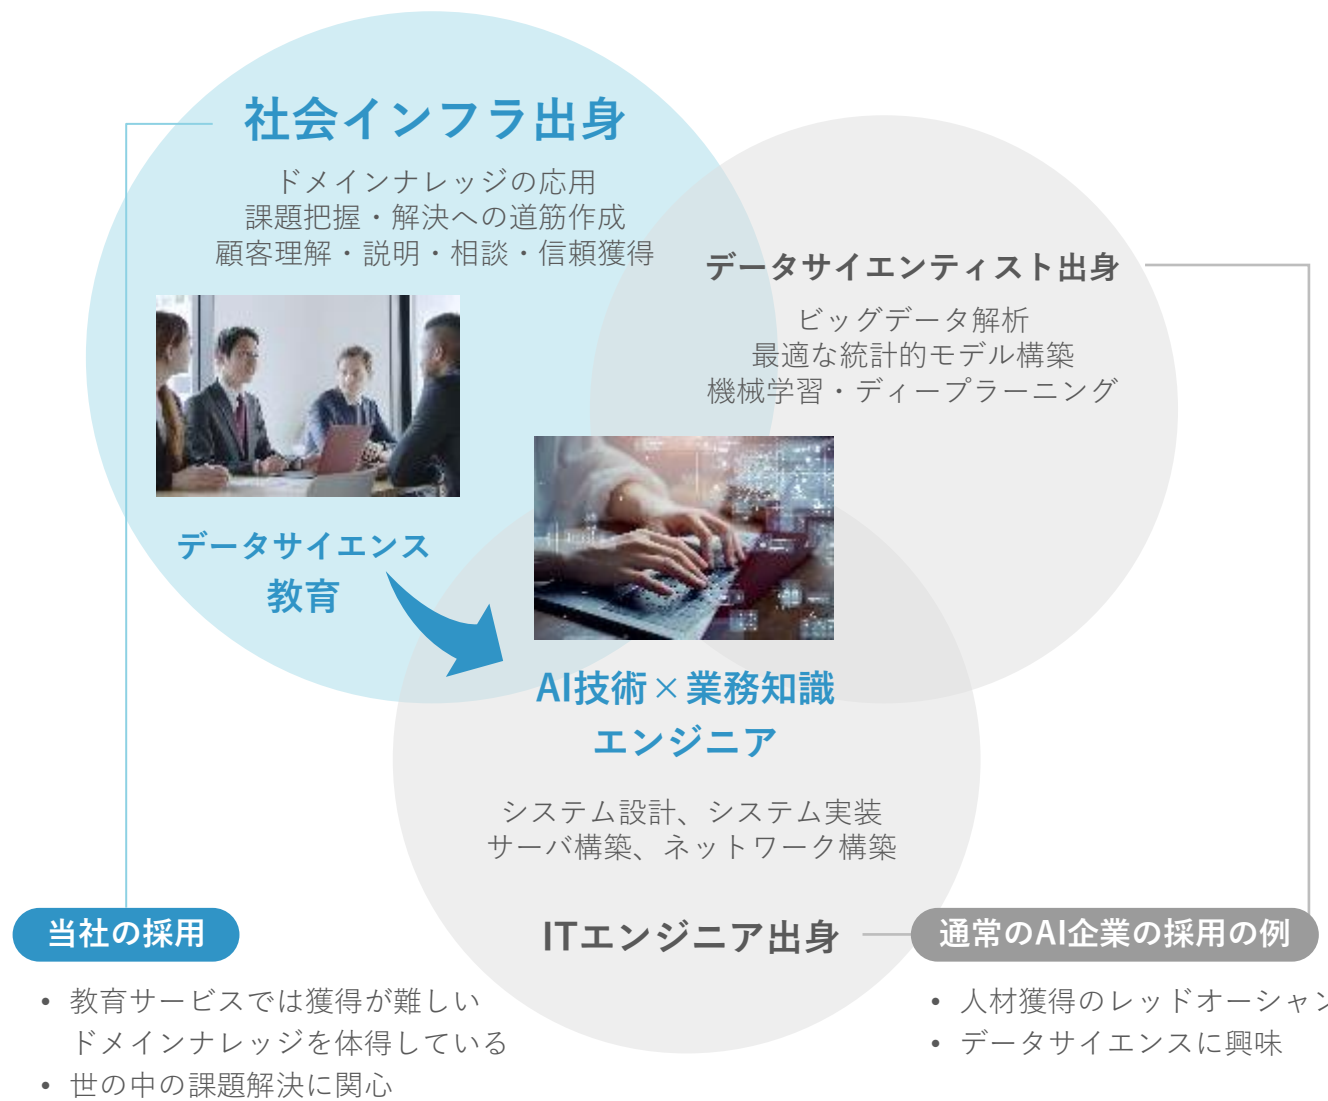 社会インフラ出身
ドメインナレッジの応用
課題把握・解決への道筋作成
顧客理解・説明・相談・信頼獲得
データサイエンティスト出身
ビッグデータ解析
最適な統計的モデル構築
機械学習・ディープラーニング
データサイエンス
教育
AI技術×業務知識
エンジニア
システム設計、システム実装
サーバ構築、ネットワーク構築
ITエンジニア出身
当社の採用
• 教育サービスでは獲得が難しい
ドメインナレッジを体得している
• 世の中の課題解決に関心
通常のAI企業の採用の例
• 人材獲得のレッドオーシャン
• データサイエンスに興味